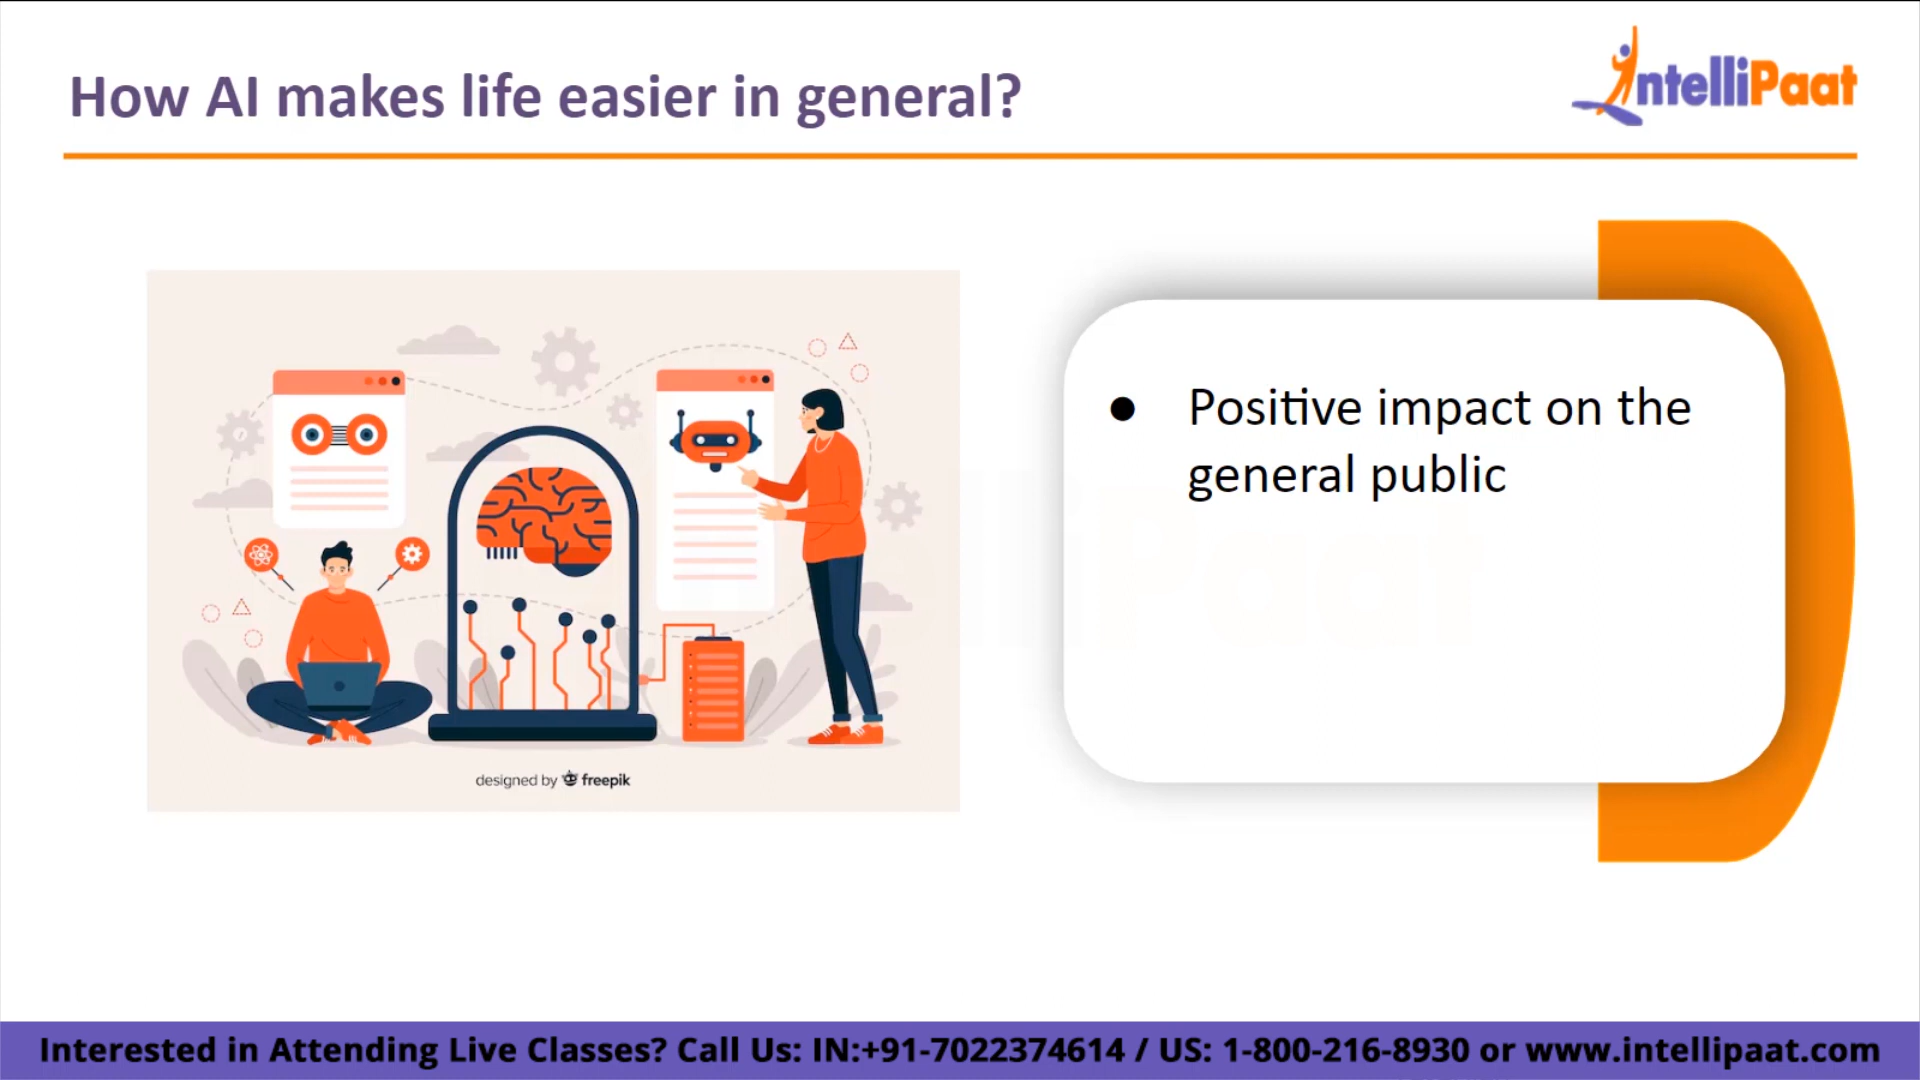 How AI makes life easier in general?
IntelliPaat
● Positive impact on the
general public
designed by freepik
Interested in Attending Live Classes? Call Us: IN:+91-7022374614 / US: 1-800-216-8930 or www.intellipaat.com